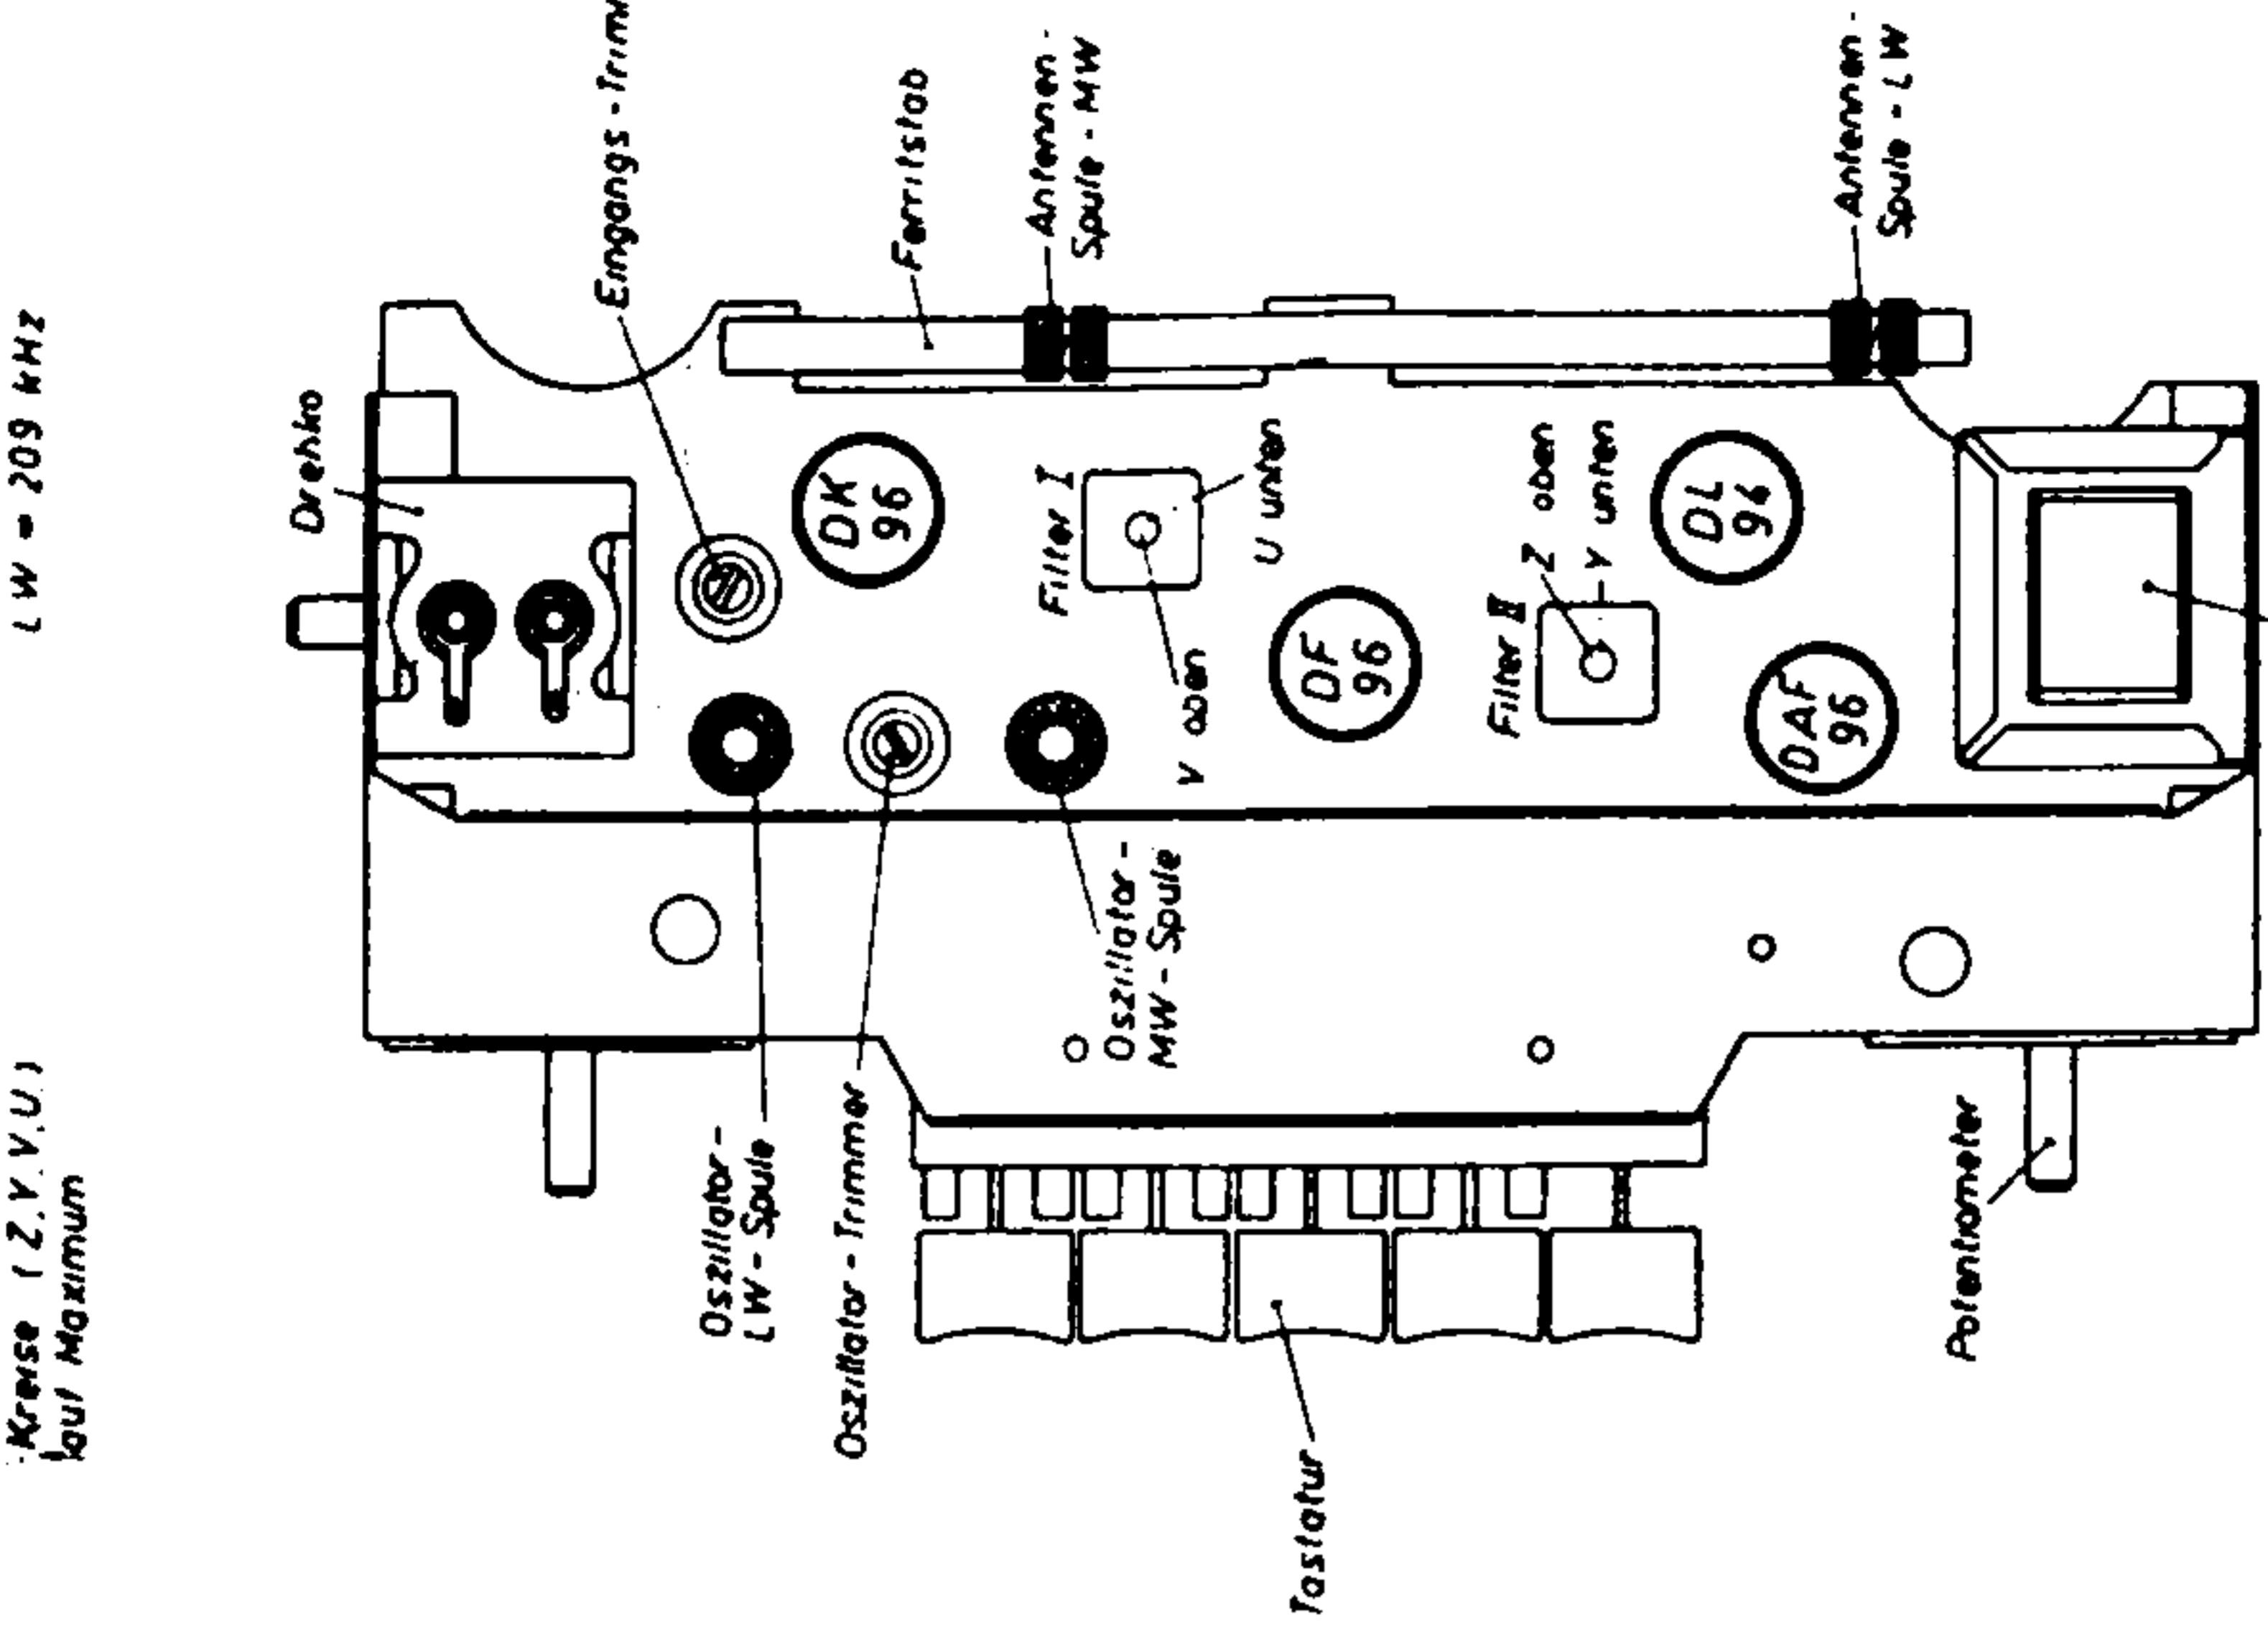 Kreise ( Z.Y.V.U.)
LW - 209 kHz
auf Maximum
Drehko
Eingangs - Trimm
Oszillator -
LW - Spule
Oszillator - Trimmer
DK
96
Ferritstab
Filter I
Antennen -
Spule - MW
Oszillator -
MW - Spule
V oben
U unten
Tastatur
DF
96
Filter II
Z oben
Y unten
DL
96
DAF
96
Antennen -
Spule - LW
Potentiometer